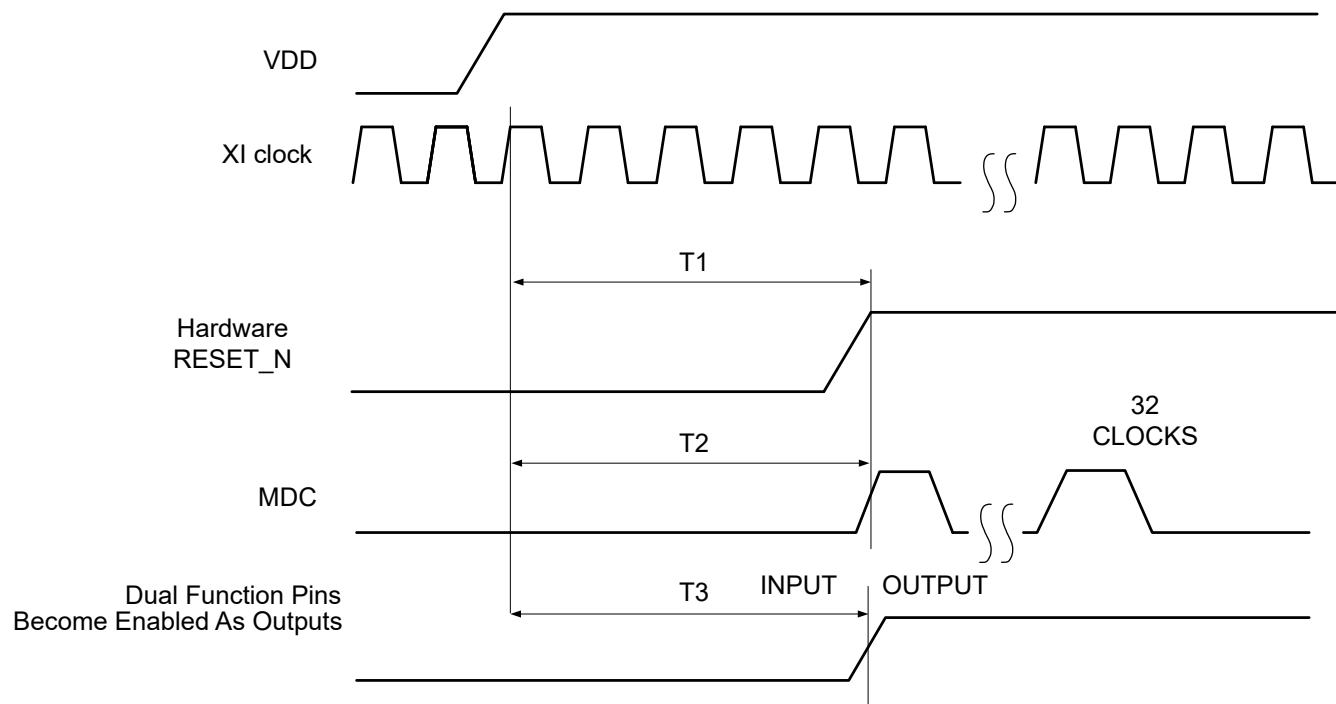 VDD
XI clock
T1
Hardware
RESET_N
32
CLOCKS
T2
MDC
INPUT OUTPUT
Dual Function Pins
T3
Become Enabled As Outputs